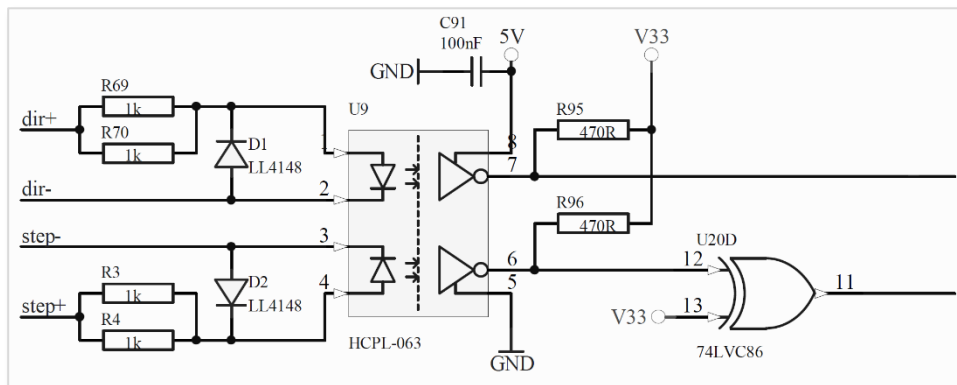 C91
100nF
5V
V33
GND
R69
1k
dir+
R70
1k
D1
LL4148
dir-
U9
1
2
8
7
R95
470R
step-
3
R3
1k
step+
R4
1k
D2
LL4148
4
6
5
R96
470R
U20D
12
13
11
V33
HCPL-063
GND
74LVC86